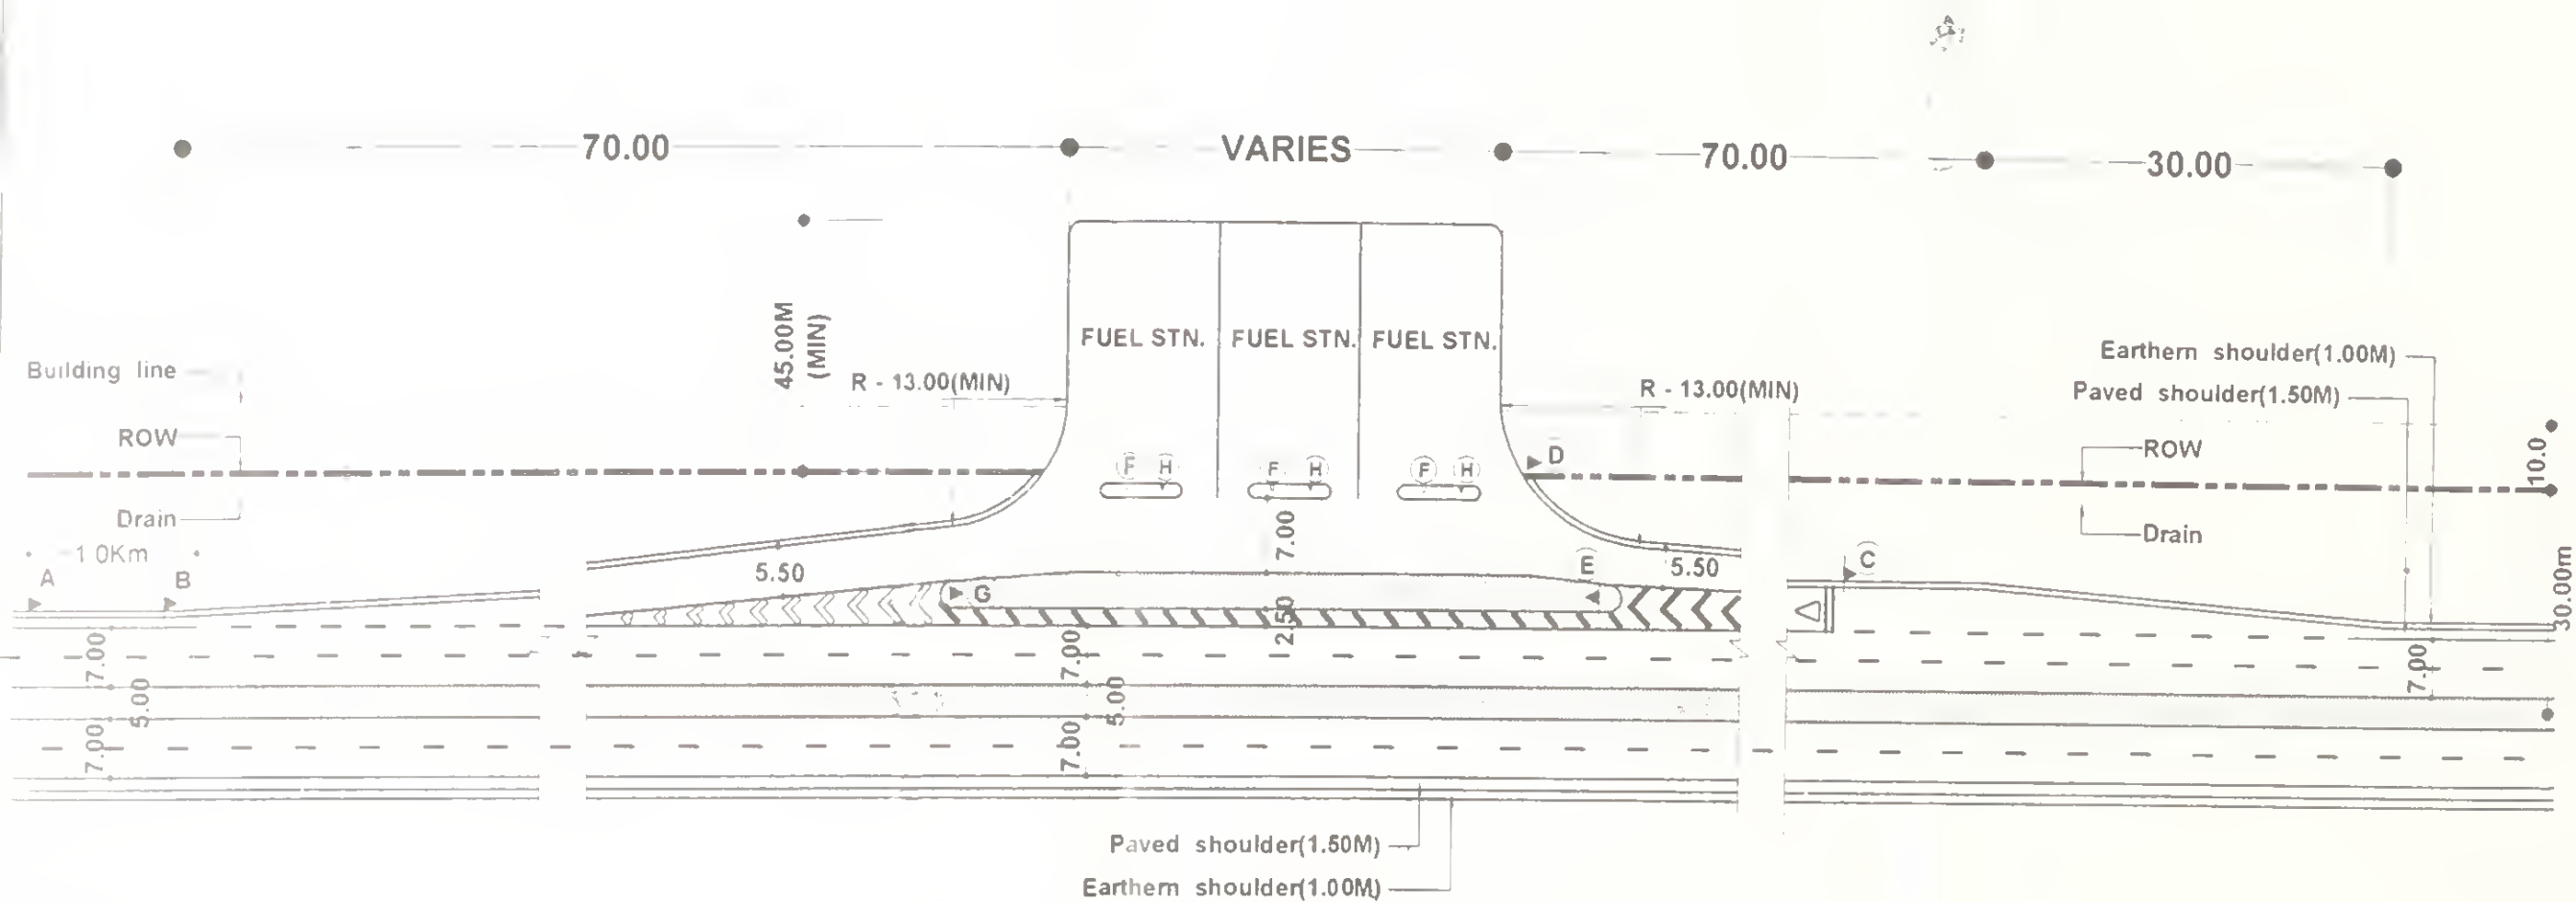 70.00
VARIES
70.00
30.00
45.00M
(MIN)
FUEL STN.
FUEL STN.
FUEL STN.
R - 13.00(MIN)
R - 13.00(MIN)
Building line
ROW
Drain
1 0Km
A
B
Earthern shoulder(1.00M)
Paved shoulder(1.50M)
ROW
Drain
10.0
30.00m
F
H
F
H
F
H
D
7.00
E
C
5.50
5.50
G
2.50
7.00
5.00
7.00
7.00
5.00
7.00
7.00
Paved shoulder(1.50M)
Earthern shoulder(1.00M)